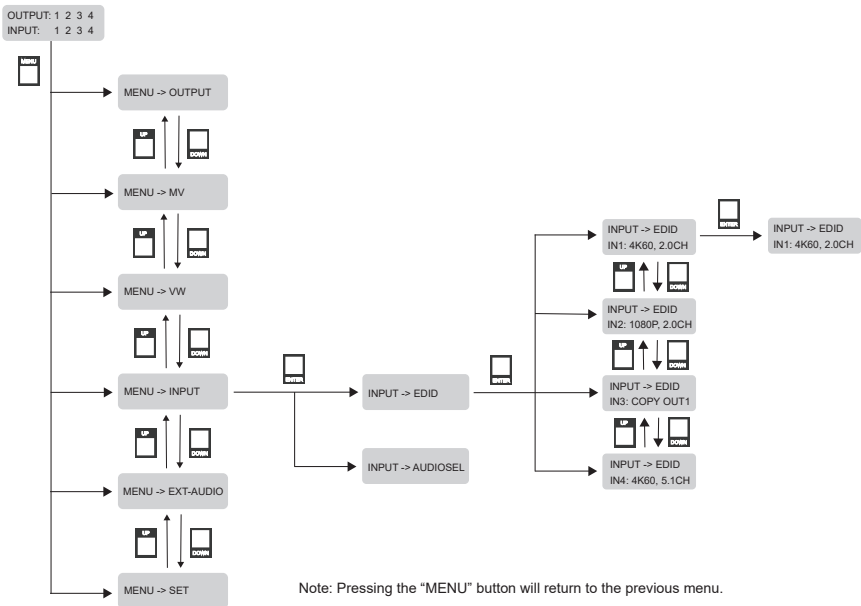 OUTPUT: 1 2 3 4
INPUT: 1 2 3 4
MENU
MENU -> OUTPUT
UP
DOWN
MENU -> MV
UP
DOWN
MENU -> VW
UP
DOWN
MENU -> INPUT
UP
DOWN
MENU -> EXT-AUDIO
UP
DOWN
MENU -> SET
ENTER
INPUT -> EDID
INPUT -> AUDIOSEL
ENTER
INPUT -> EDID
IN1: 4K60, 2.0CH
UP
DOWN
INPUT -> EDID
IN2: 1080P, 2.0CH
UP
DOWN
INPUT -> EDID
IN3: COPY OUT1
UP
DOWN
INPUT -> EDID
IN4: 4K60, 5.1CH
ENTER
INPUT -> EDID
IN1: 4K60, 2.0CH
Note: Pressing the “MENU” button will return to the previous menu.